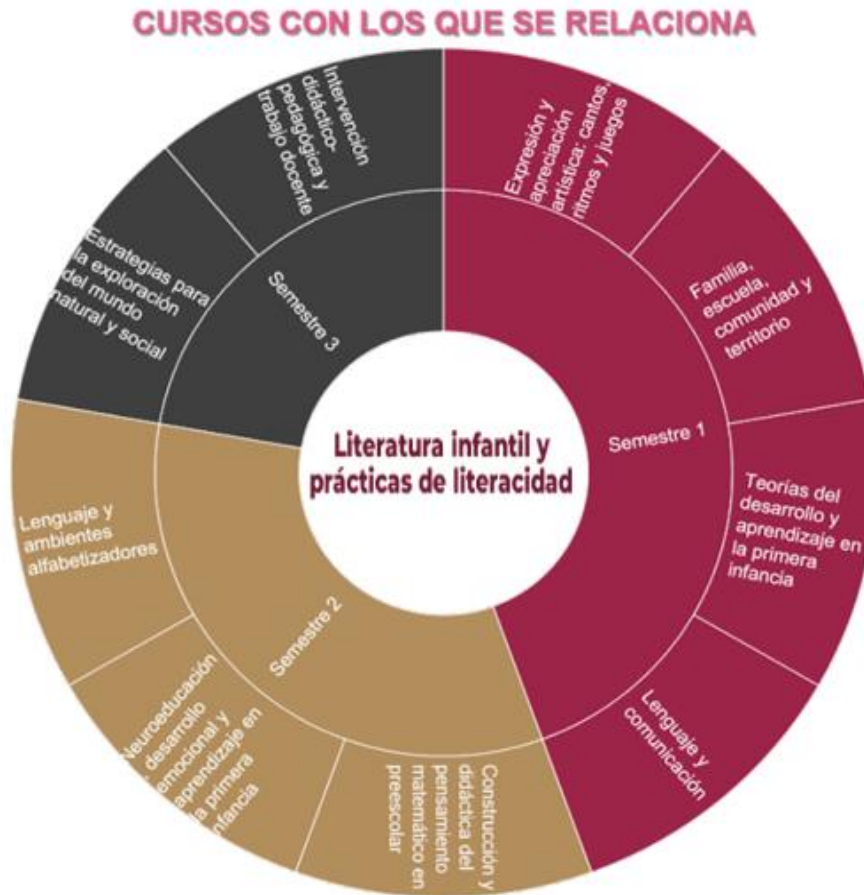 CURSOS CON LOS QUE SE RELACIONA
Literatura infantil y
prácticas de literacidad
Semestre 1
Expresión y
apreciación
artística: cantos,
ritmos y juegos
Familia,
escuela,
comunidad y
territorio
Teorías del
desarrollo y
aprendizaje en
la primera
infancia
Lenguaje y
comunicación
Semestre 2
Construcción y
didáctica del
pensamiento
matemático en
preescolar
Neuroeducación
desarrollo
emocional y
aprendizaje en
la primera
infancia
Lenguaje y
ambientes
alfabetizadores
Semestre 3
Estrategias para
la exploración
del mundo
natural y social
Intervención
didáctico-
pedagógica y
trabajo docente